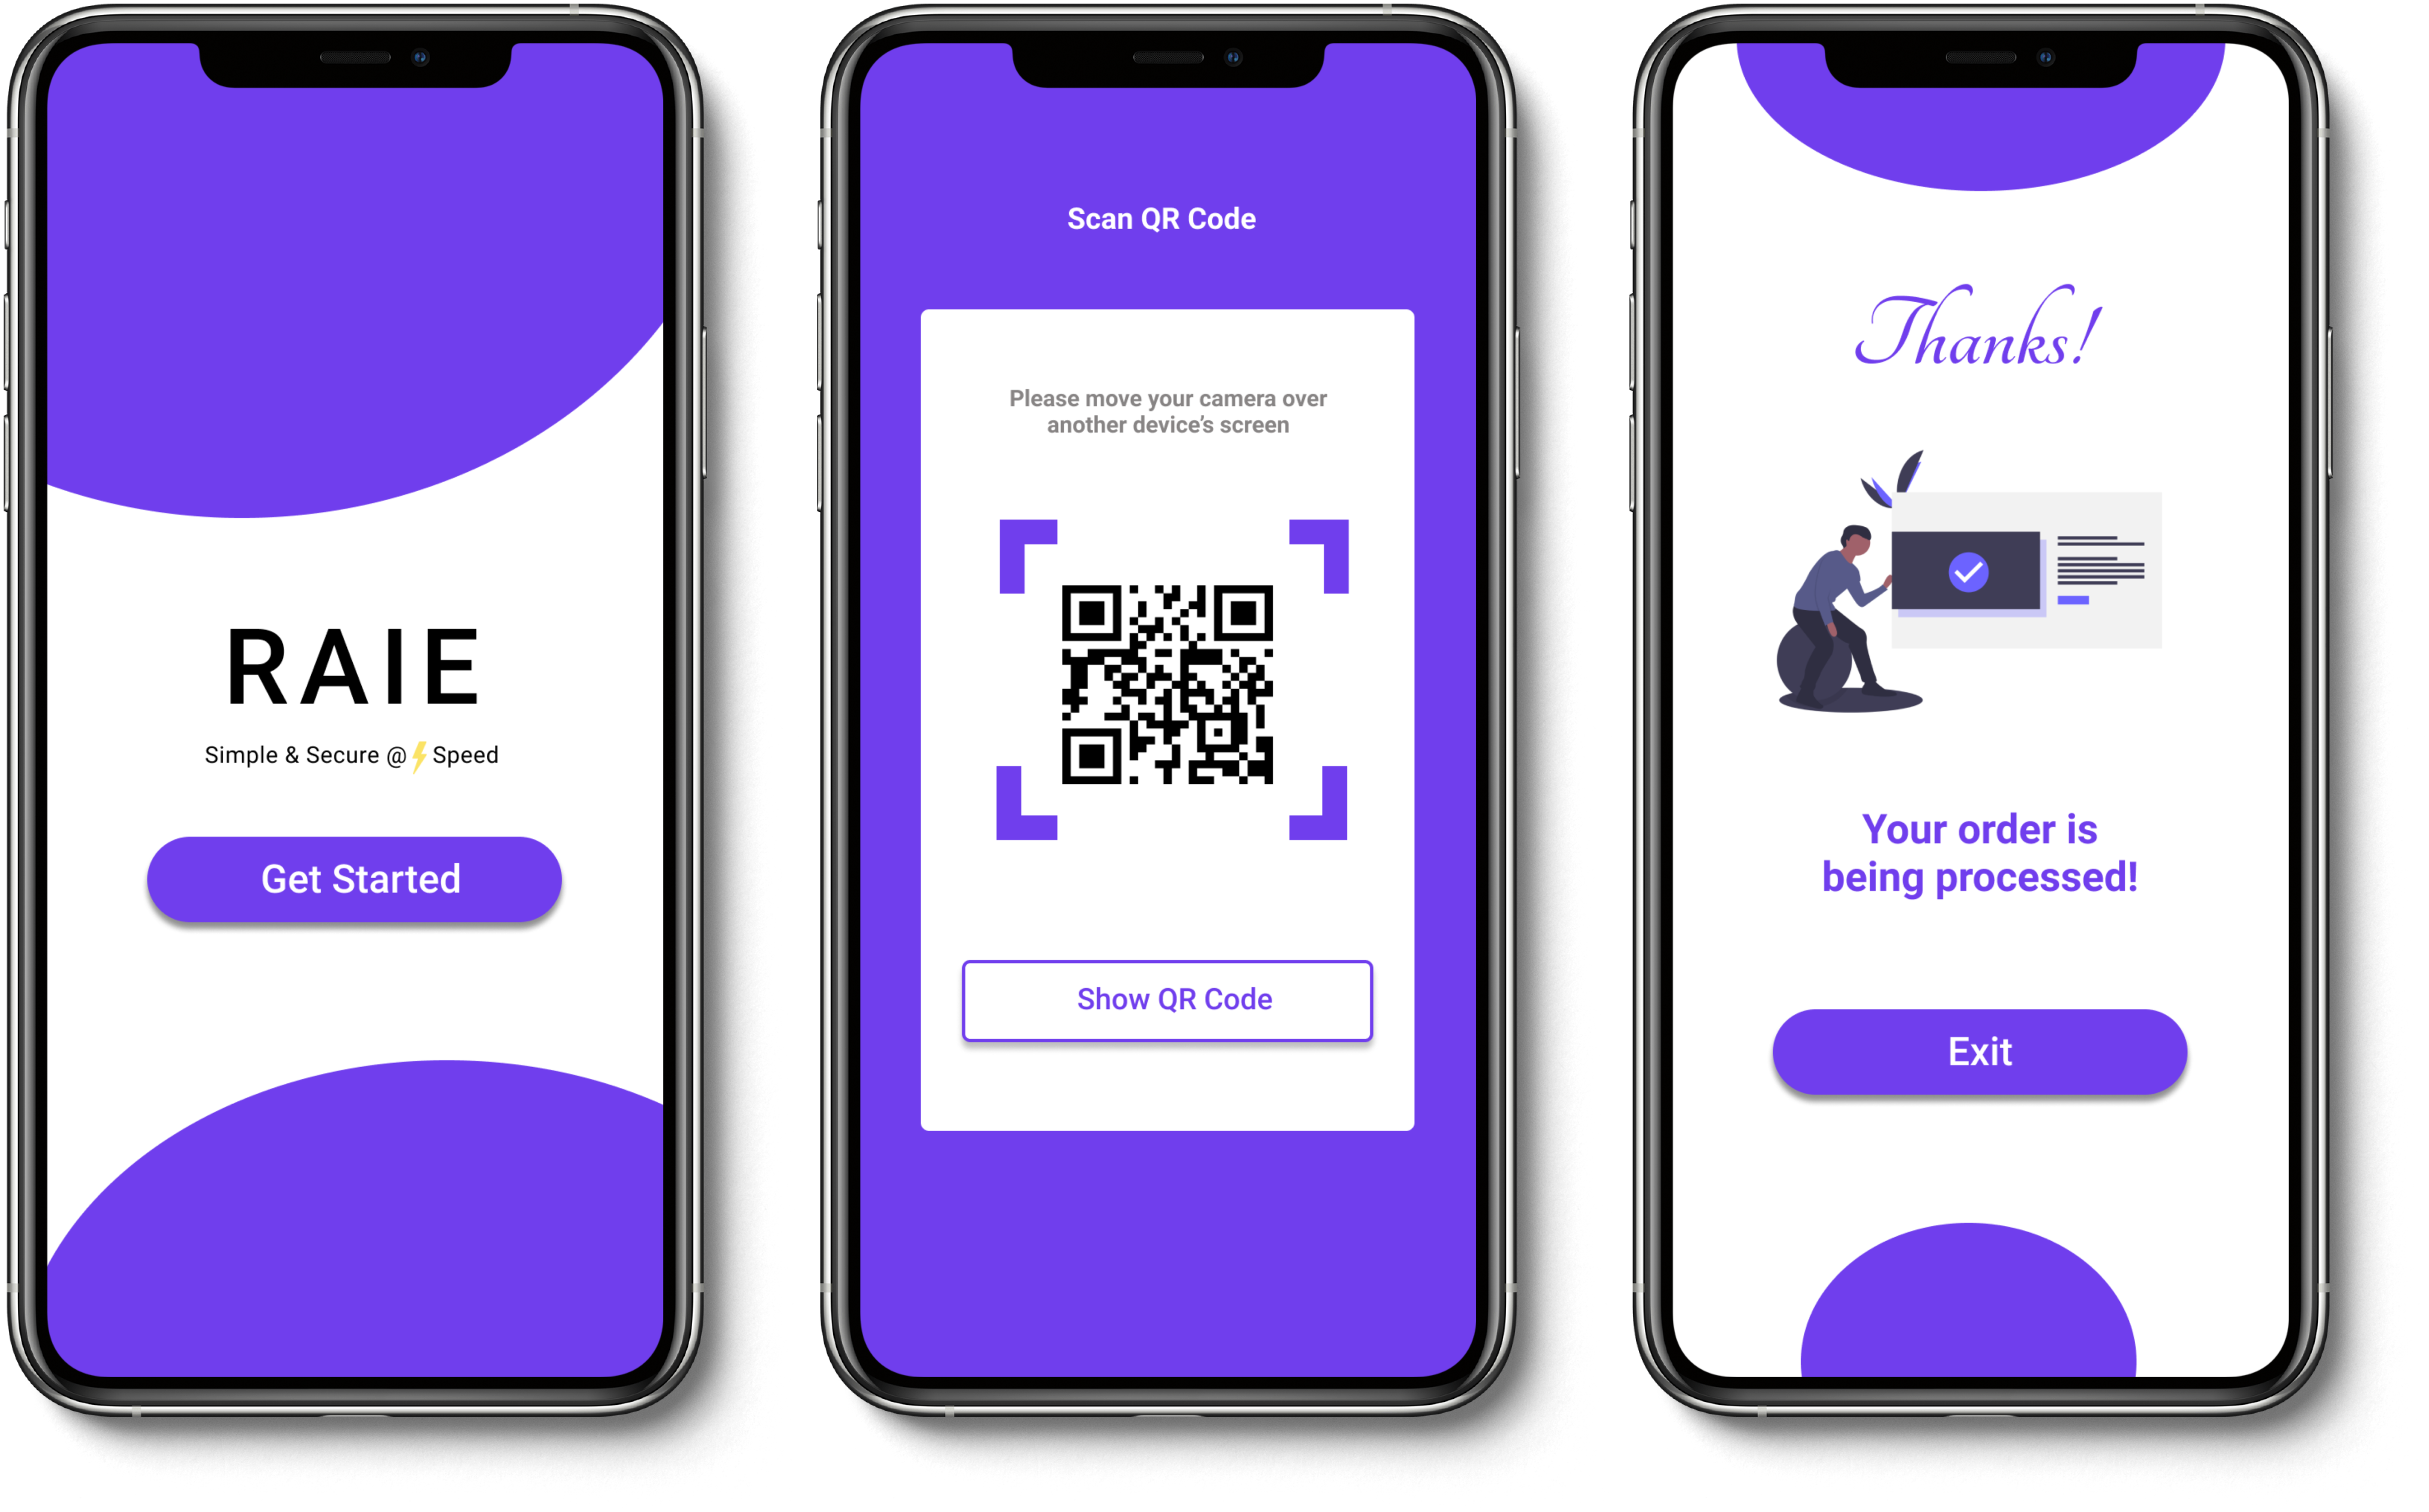 RAIE
Simple & Secure @⚡Speed
Get Started
Scan QR Code
Please move your camera over
another device’s screen
Show QR Code
Thanks!
Your order is
being processed!
Exit